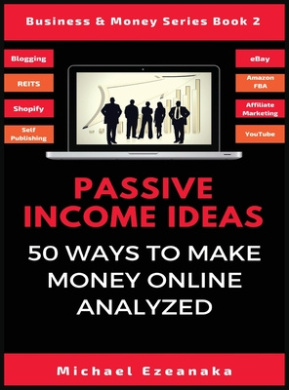 Business & Money Series Book 2
Blogging
REITS
Shopify
Self
Publishing
eBay
Amazon
FBA
Affiliate
Marketing
YouTube
PASSIVE
INCOME IDEAS
50 WAYS TO MAKE
MONEY ONLINE
ANALYZED
Michael Ezeanaka